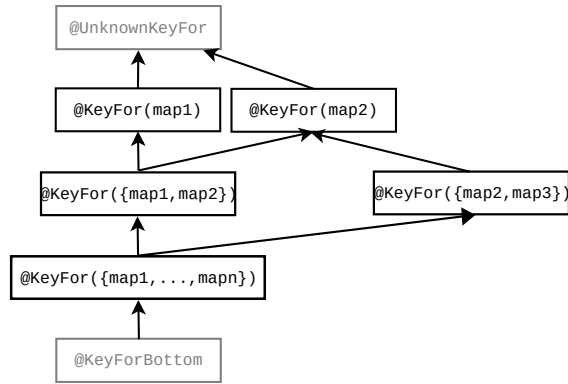 @UnknownKeyFor
@KeyFor(map1)
@KeyFor(map2)
@KeyFor({map1,map2})
@KeyFor({map2,map3})
@KeyFor({map1,...,mapn})
@KeyForBottom